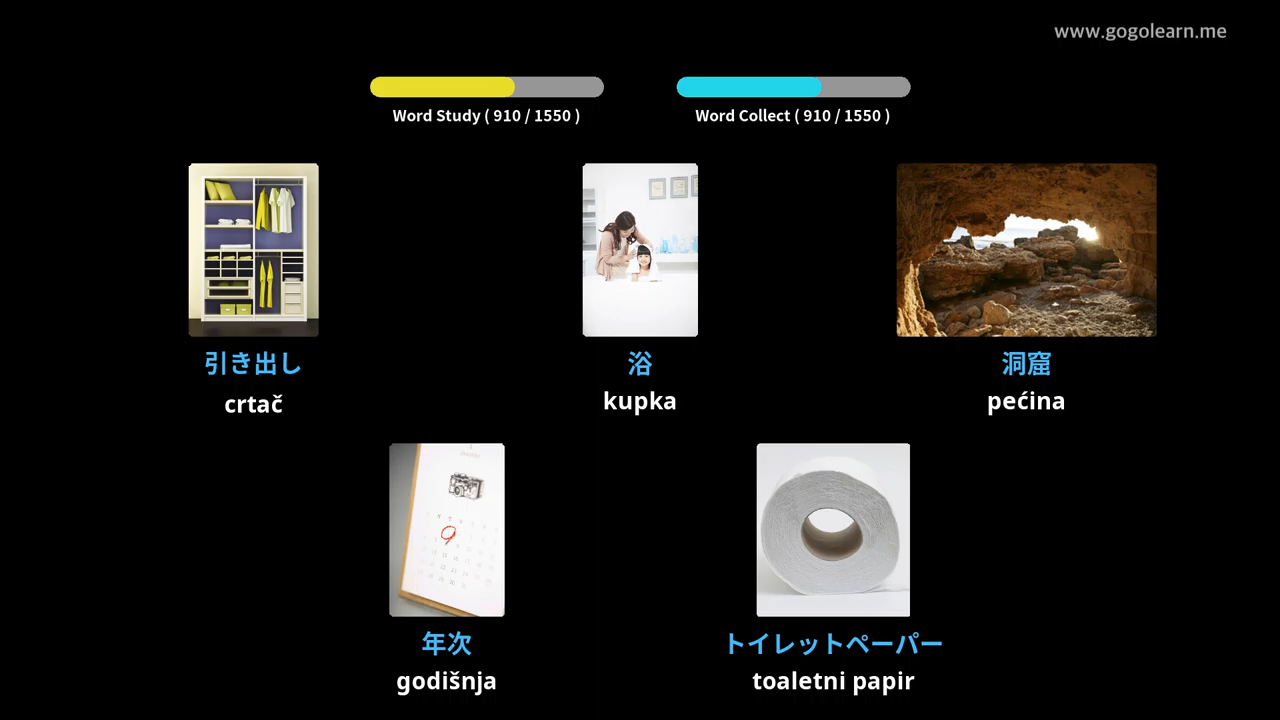 www.gogolearn.me
Word Study ( 910 / 1550 )
Word Collect ( 910 / 1550 )
引き出し
crtač
浴
kupka
洞窟
pećina
年次
godišnja
トイレットペーパー
toaletni papir